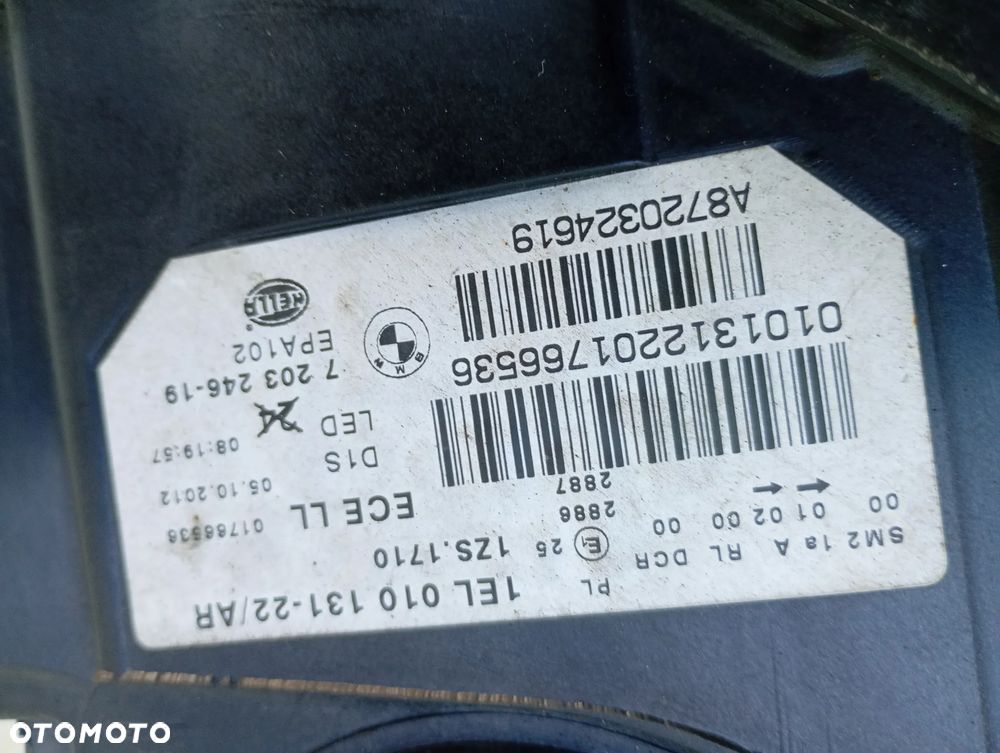 1EL 010 131-22/AR
1ZS.1710
ECE LL
01766536
05.10.2012
08:19:57
D1S
LED
24
7 203 246-19
EPA102
HELLA
®
BMW
PL
E1 25
2886
2887
SM2 1a A RL DCR
00 01 02 00 00
0101312201766536
A8720324619
OTOMOTO